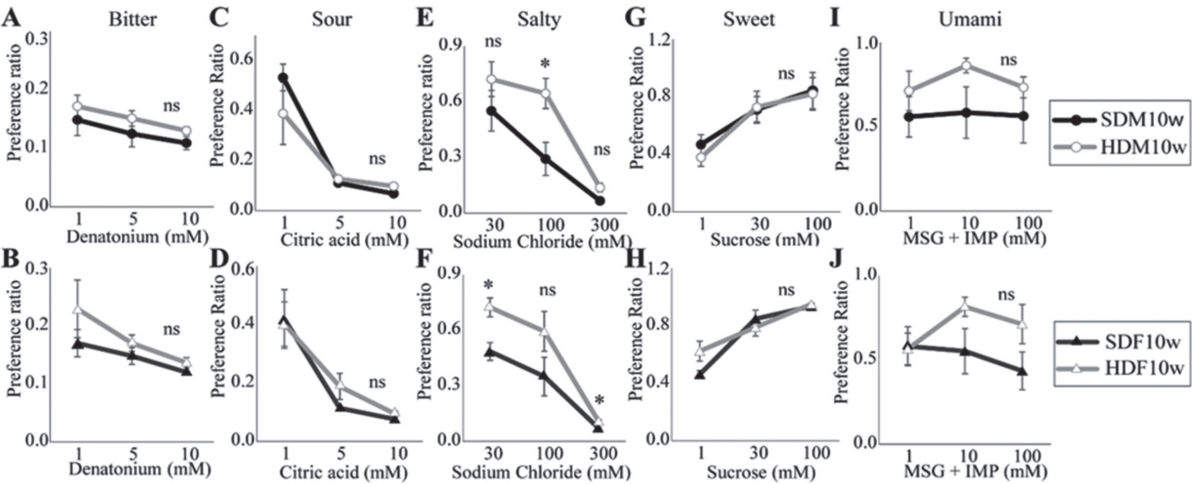 A Bitter C Sour E Salty G Sweet I Umami
Preference ratio
0.3
0.2
0.1
0.0
ns
1 5 10
Denatonium (mM)
Preference Ratio
0.6
0.4
0.2
0.0
ns
1 5 10
Citric acid (mM)
Preference Ratio
0.9
0.6
0.3
0.0
ns
*
ns
30 100 300
Sodium Chloride (mM)
Preference Ratio
1.2
0.8
0.4
0.0
ns
1 30 100
Sucrose (mM)
Preference Ratio
1.0
0.5
0.0
ns
1 10 100
MSG + IMP (mM)
SDM10w
HDM10w
B D F H J
Preference Ratio
0.3
0.2
0.1
0.0
ns
1 5 10
Denatonium (mM)
Preference Ratio
0.6
0.4
0.2
0.0
ns
1 5 10
Citric acid (mM)
Preference Ratio
0.9
0.6
0.3
0.0
*
ns
*
30 100 300
Sodium Chloride (mM)
Preference Ratio
1.2
0.8
0.4
0.0
ns
1 30 100
Sucrose (mM)
Preference Ratio
1.0
0.5
0.0
ns
1 10 100
MSG + IMP (mM)
SDF10w
HDF10w